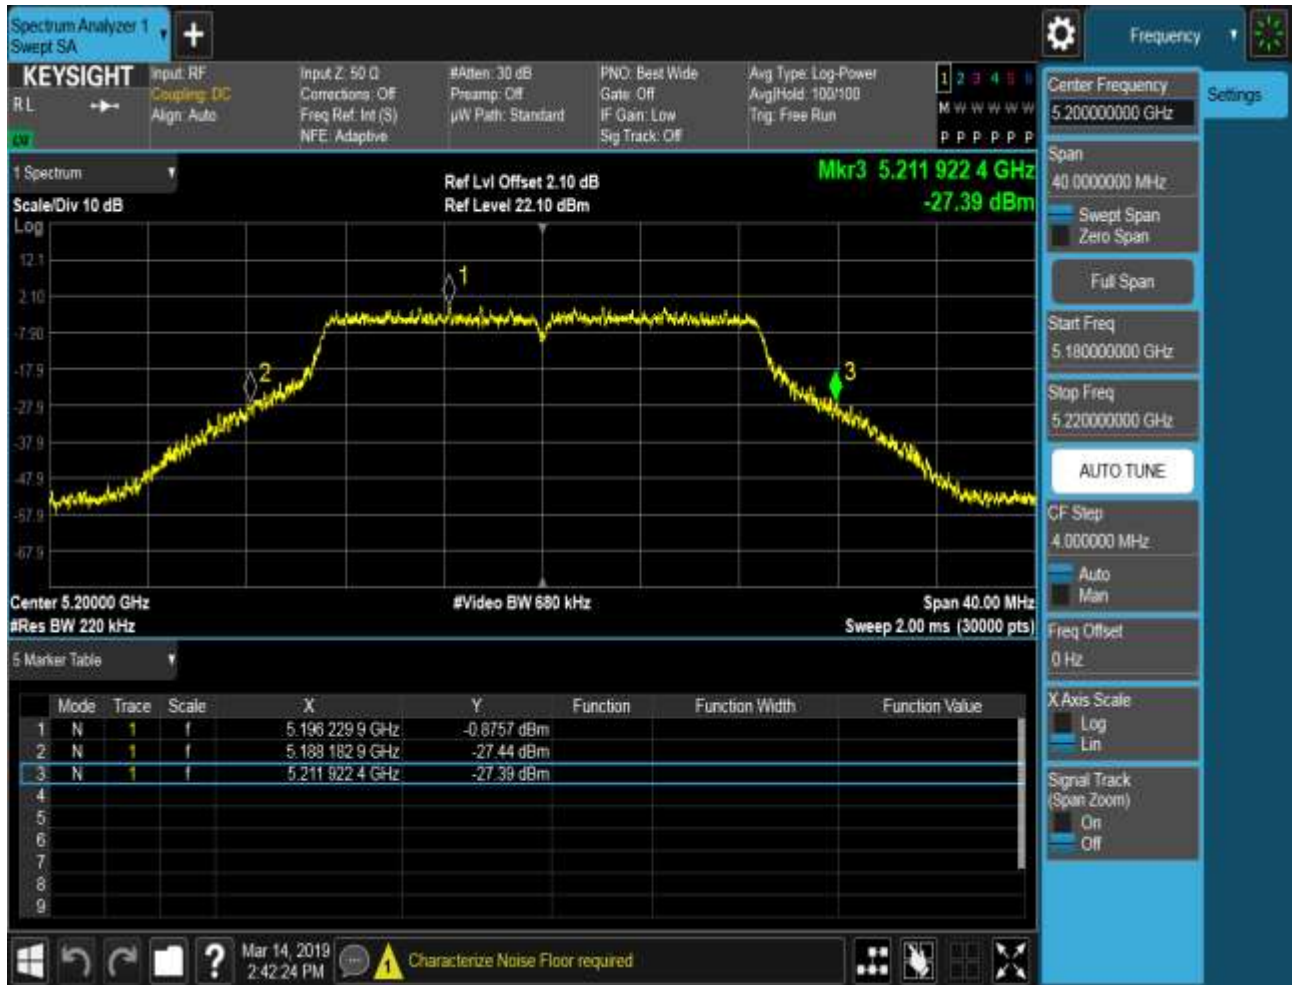 Spectrum Analyzer 1
Swept SA
Frequency
KEYSIGHT
R L
Input: RF
Coupling: DC
Align: Auto
Input Z: 50 Ω
Corrections: Off
Freq Ref: Int (S)
NFE: Adaptive
#Atten: 30 dB
Preamp: Off
µW Path: Standard
PNO: Best Wide
Gate: Off
IF Gain: Low
Sig Track: Off
Avg Type: Log-Power
Avg|Hold: 100/100
Trig: Free Run
1 2 3 4 5 6
M W W W W W
P P P P P P
1 Spectrum
Scale/Div 10 dB
Log
Ref Lvl Offset 2.10 dB
Ref Level 22.10 dBm
Mkr3 5.211 922 4 GHz
-27.39 dBm
12.1
2.10
-7.90
-17.9
-27.9
-37.9
-47.9
-57.9
-67.9
1
2
3
Center 5.20000 GHz
#Res BW 220 kHz
#Video BW 680 kHz
Span 40.00 MHz
Sweep 2.00 ms (30000 pts)
5 Marker Table
Mode Trace Scale X Y Function Function Width Function Value
1 N 1 f 5.196 229 9 GHz -0.8757 dBm
2 N 1 f 5.188 182 9 GHz -27.44 dBm
3 N 1 f 5.211 922 4 GHz -27.39 dBm
4
5
6
7
8
9
Mar 14, 2019
2:42:24 PM
1
Characterize Noise Floor required
Settings
Center Frequency
5.200000000 GHz
Span
40.0000000 MHz
Swept Span
Zero Span
Full Span
Start Freq
5.180000000 GHz
Stop Freq
5.220000000 GHz
AUTO TUNE
CF Step
4.000000 MHz
Auto
Man
Freq Offset
0 Hz
X Axis Scale
Log
Lin
Signal Track
(Span Zoom)
On
Off